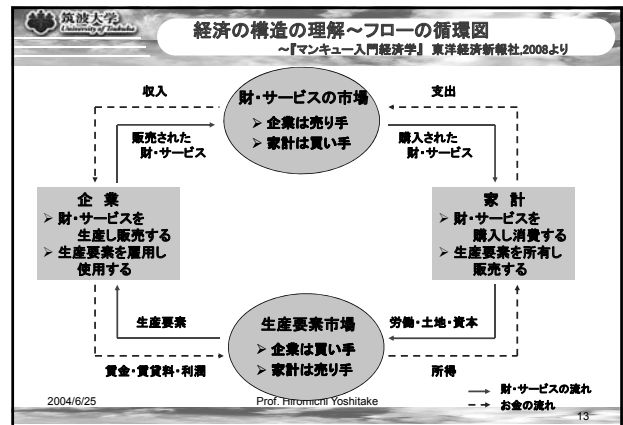 筑波大学
University of Tsukuba
経済の構造の理解～フローの循環図
～『マンキュー入門経済学』 東洋経済新報社,2008より
収入
財・サービスの市場
➢ 企業は売り手
➢ 家計は買い手
支出
販売された
財・サービス
購入された
財・サービス
企 業
➢ 財・サービスを
生産し販売する
➢ 生産要素を雇用し
使用する
家 計
➢ 財・サービスを
購入し消費する
➢ 生産要素を所有し
販売する
生産要素
生産要素市場
➢ 企業は買い手
➢ 家計は売り手
労働・土地・資本
賃金・賃貸料・利潤
所得
財・サービスの流れ
お金の流れ
2004/6/25
Prof. Hiromichi Yoshitake
13